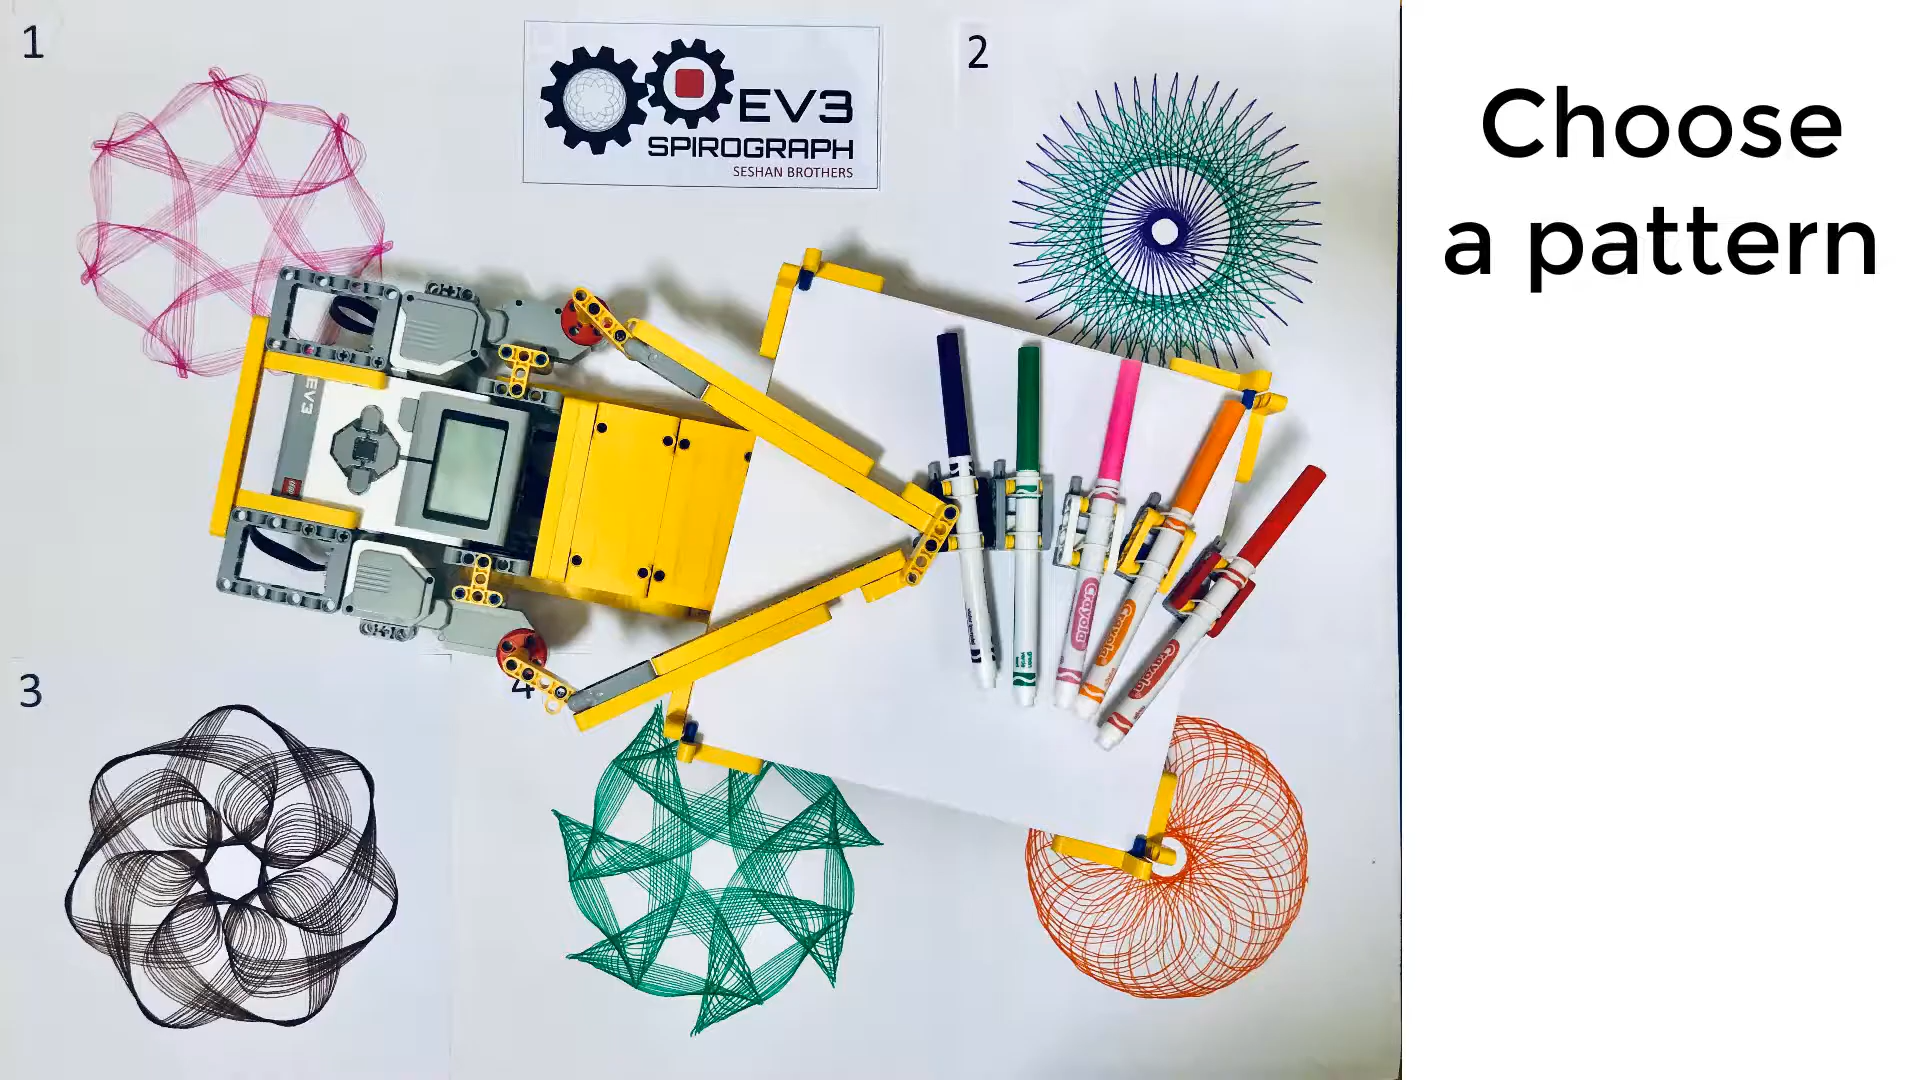 1
2
EV3
SPIROGRAPH
SESHAN BROTHERS
Choose
a pattern
EV3
Crayola
Crayola
Crayola
3
4